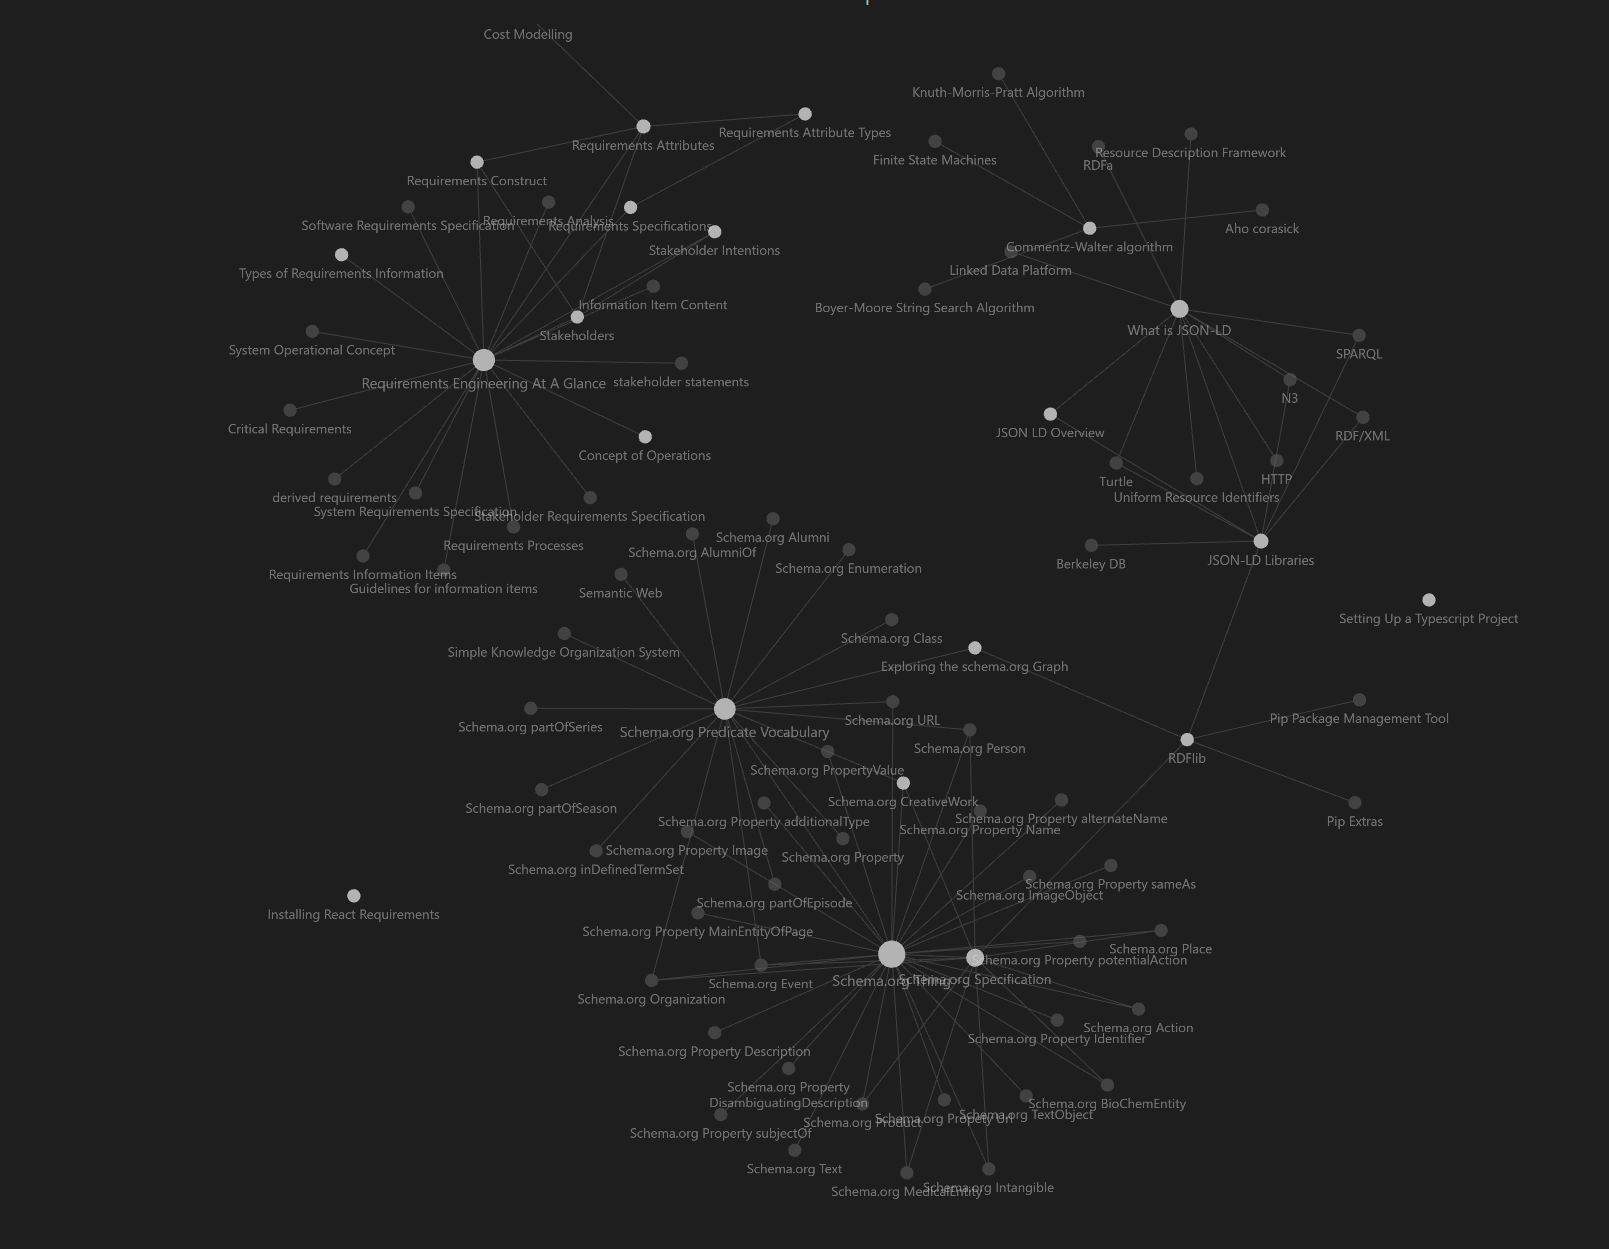 Cost Modelling
Knuth-Morris-Pratt Algorithm
Requirements Attribute Types
Requirements Attributes
Resource Description Framework
Finite State Machines
RDFa
Requirements Construct
Requirements Analysis
Software Requirements Specification
Requirements Specifications
Aho corasick
Commentz-Walter algorithm
Stakeholder Intentions
Types of Requirements Information
Linked Data Platform
Information Item Content
Boyer-Moore String Search Algorithm
What is JSON-LD
Stakeholders
System Operational Concept
SPARQL
Requirements Engineering At A Glance
stakeholder statements
N3
Critical Requirements
JSON LD Overview
RDF/XML
Concept of Operations
HTTP
Turtle
derived requirements
Uniform Resource Identifiers
System Requirements Specification
Stakeholder Requirements Specification
Schema.org Alumni
Requirements Processes
Schema.org AlumniOf
JSON-LD Libraries
Berkeley DB
Schema.org Enumeration
Requirements Information Items
Guidelines for information items
Semantic Web
Setting Up a Typescript Project
Schema.org Class
Simple Knowledge Organization System
Exploring the schema.org Graph
Pip Package Management Tool
Schema.org URL
Schema.org partOfSeries
Schema.org Predicate Vocabulary
Schema.org Person
RDFlib
Schema.org PropertyValue
Schema.org CreativeWork
Schema.org partOfSeason
Schema.org Property alternateName
Schema.org Property additionalType
Pip Extras
Schema.org Property Name
Schema.org Property Image
Schema.org Property
Schema.org inDefinedTermSet
Schema.org Property sameAs
Schema.org ImageObject
Schema.org partOfEpisode
Installing React Requirements
Schema.org Property MainEntityOfPage
Schema.org Place
Schema.org Property potentialAction
Schema.org Thing
Schema.org Specification
Schema.org Event
Schema.org Organization
Schema.org Action
Schema.org Property Identifier
Schema.org Property Description
Schema.org Property
DisambiguatingDescription
Schema.org BioChemEntity
Schema.org TextObject
Schema.org Propety Url
Schema.org Product
Schema.org Property subjectOf
Schema.org Text
Schema.org Intangible
Schema.org MedicalEntity